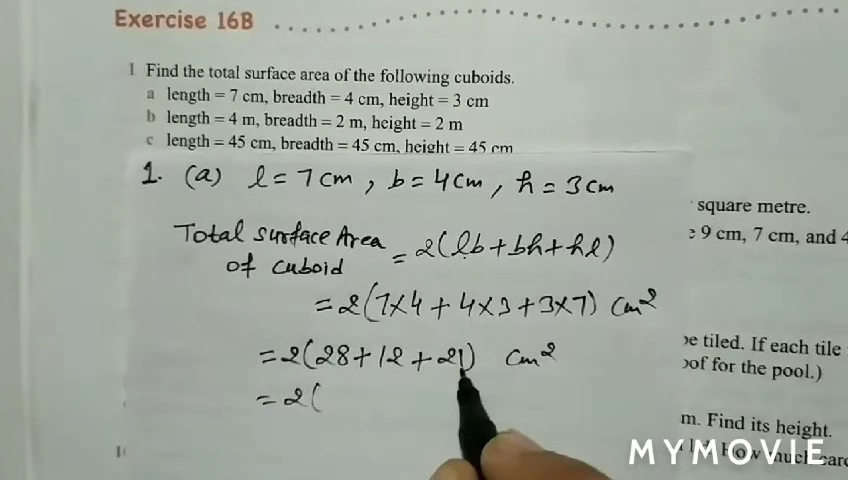 Exercise 16B
1 Find the total surface area of the following cuboids.
a length = 7 cm, breadth = 4 cm, height = 3 cm
b length = 4 m, breadth = 2 m, height = 2 m
c length = 45 cm, breadth = 45 cm, height = 45 cm
1. (a) l = 7cm, b = 4cm, h = 3cm
square metre.
9 cm, 7 cm, and 4
Total surface Area
of cuboid = 2(lb + bh + hl)
= 2(7×4 + 4×3 + 3×7) cm²
= 2(28 + 12 + 21) cm²
= 2(
be tiled. If each tile
of for the pool.)
m. Find its height.
How much card
MYMOVIE